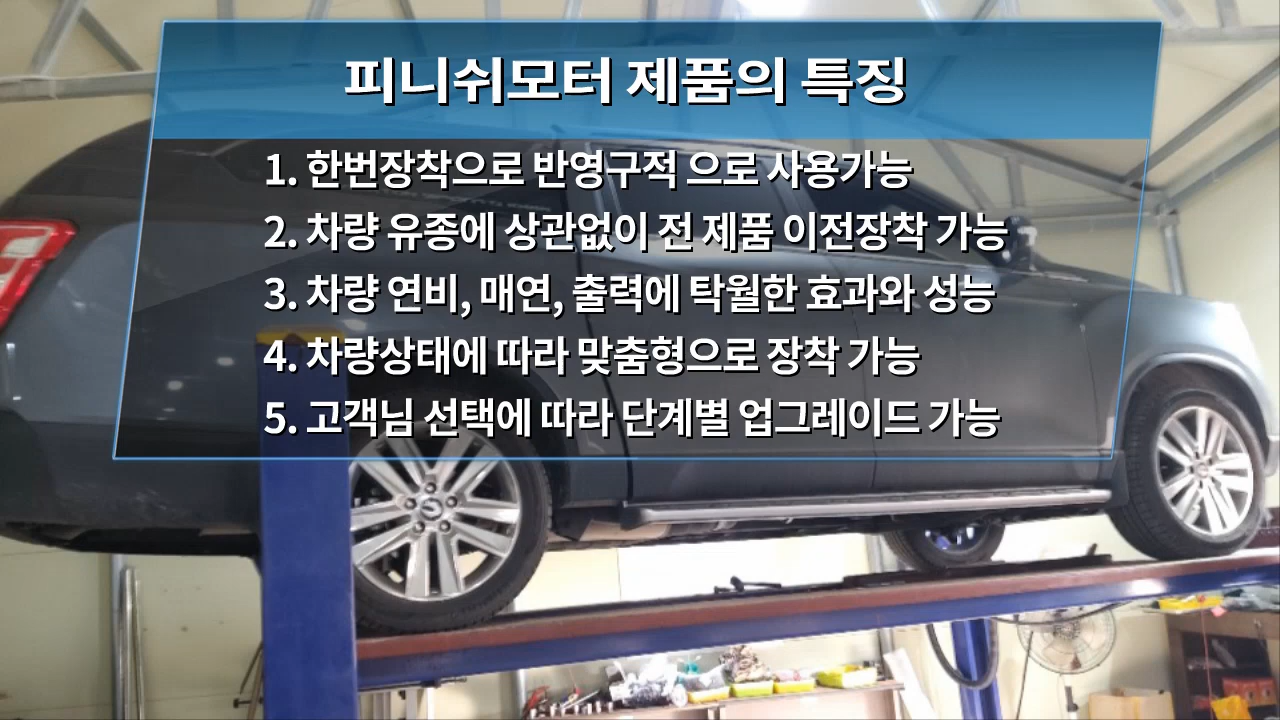 피니쉬모터 제품의 특징
1. 한번장착으로 반영구적 으로 사용가능
2. 차량 유종에 상관없이 전 제품 이전장착 가능
3. 차량 연비, 매연, 출력에 탁월한 효과와 성능
4. 차량상태에 따라 맞춤형으로 장착 가능
5. 고객님 선택에 따라 단계별 업그레이드 가능